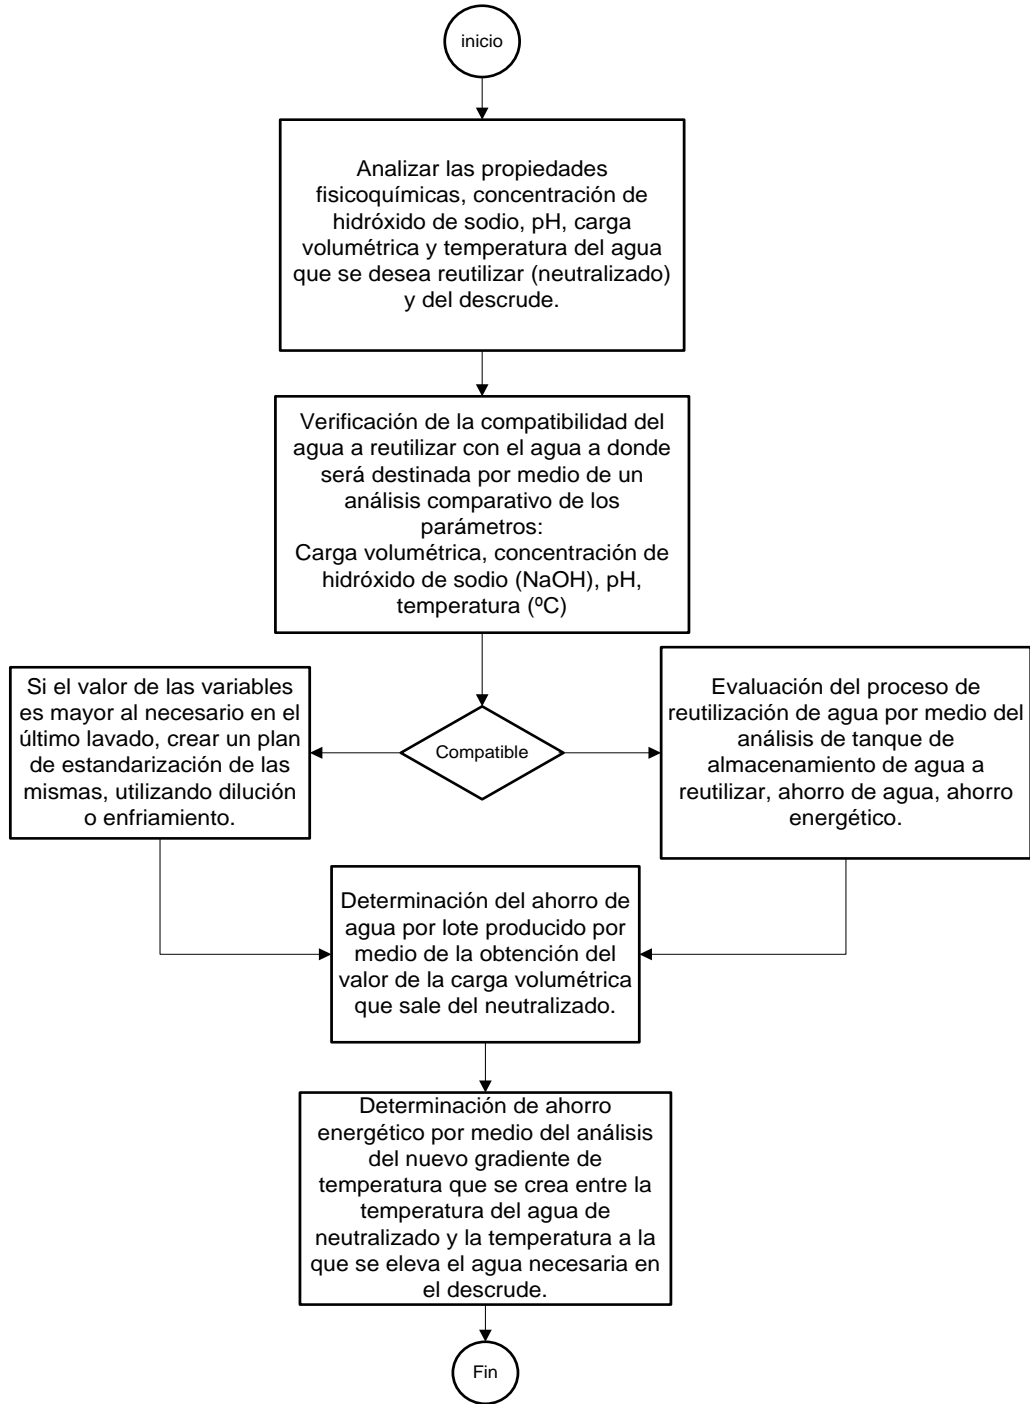 inicio
Analizar las propiedades
fisicoquímicas, concentración de
hidróxido de sodio, pH, carga
volumétrica y temperatura del agua
que se desea reutilizar (neutralizado)
y del descrude.
Verificación de la compatibilidad del
agua a reutilizar con el agua a donde
será destinada por medio de un
análisis comparativo de los
parámetros:
Carga volumétrica, concentración de
hidróxido de sodio (NaOH), pH,
temperatura (ºC)
Si el valor de las variables
es mayor al necesario en el
último lavado, crear un plan
de estandarización de las
mismas, utilizando dilución
o enfriamiento.
Compatible
Evaluación del proceso de
reutilización de agua por medio del
análisis de tanque de
almacenamiento de agua a
reutilizar, ahorro de agua, ahorro
energético.
Determinación del ahorro de
agua por lote producido por
medio de la obtención del
valor de la carga volumétrica
que sale del neutralizado.
Determinación de ahorro
energético por medio del análisis
del nuevo gradiente de
temperatura que se crea entre la
temperatura del agua de
neutralizado y la temperatura a la
que se eleva el agua necesaria en
el descrude.
Fin